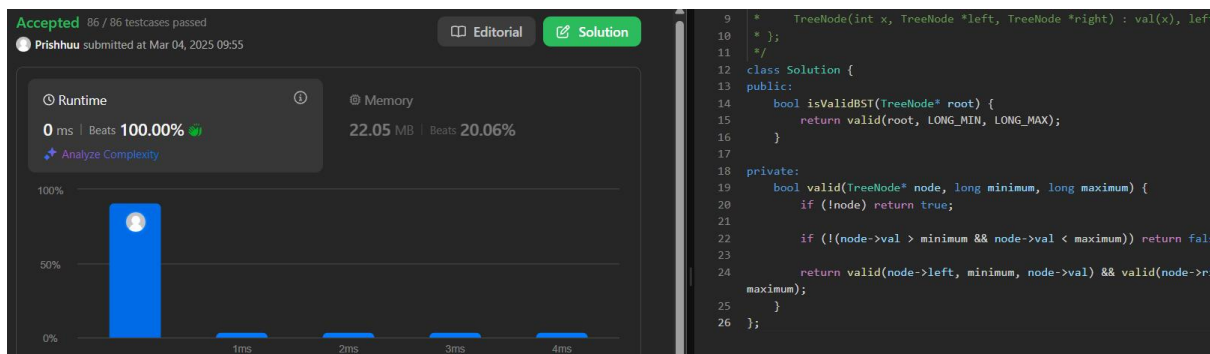 Accepted 86 / 86 testcases passed
Prishhuu submitted at Mar 04, 2025 09:55
Editorial
Solution
Runtime
0 ms | Beats 100.00%
Analyze Complexity
Memory
22.05 MB | Beats 20.06%
100%
50%
0%
1ms
2ms
3ms
4ms
9 * TreeNode(int x, TreeNode *left, TreeNode *right) : val(x), lef
10 * };
11 */
12 class Solution {
13 public:
14 bool isValidBST(TreeNode* root) {
15 return valid(root, LONG_MIN, LONG_MAX);
16 }
17
18 private:
19 bool valid(TreeNode* node, long minimum, long maximum) {
20 if (!node) return true;
21
22 if (!(node->val > minimum && node->val < maximum)) return fal
23
24 return valid(node->left, minimum, node->val) && valid(node->r
maximum);
25 }
26 };